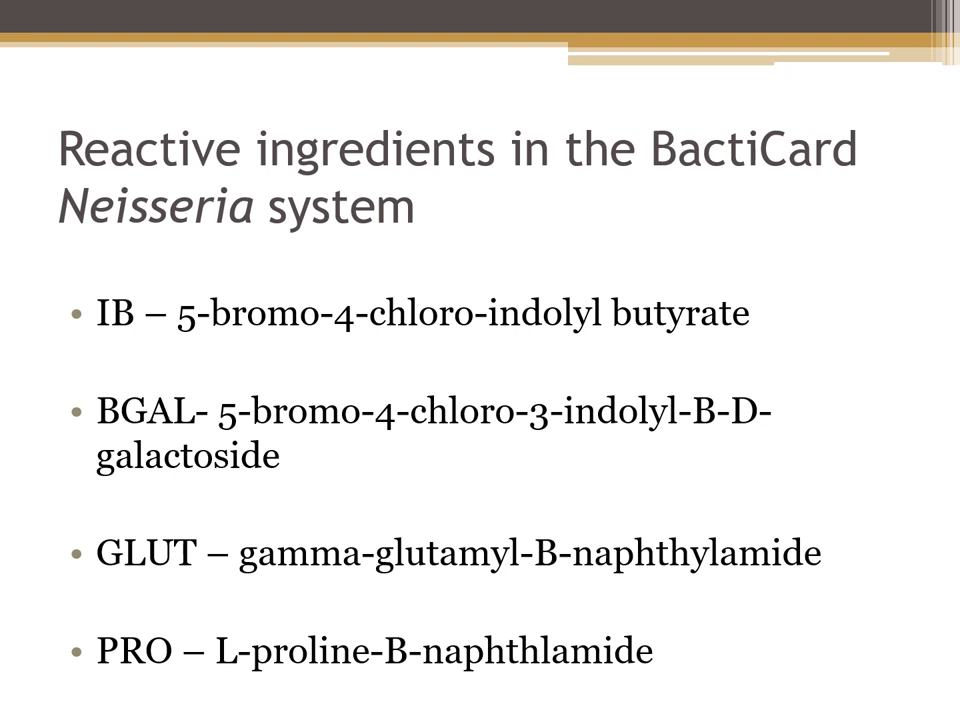 Reactive ingredients in the BactiCard
Neisseria system
• IB – 5-bromo-4-chloro-indolyl butyrate
• BGAL- 5-bromo-4-chloro-3-indolyl-B-D-
galactoside
• GLUT – gamma-glutamyl-B-naphthylamide
• PRO – L-proline-B-naphthlamide